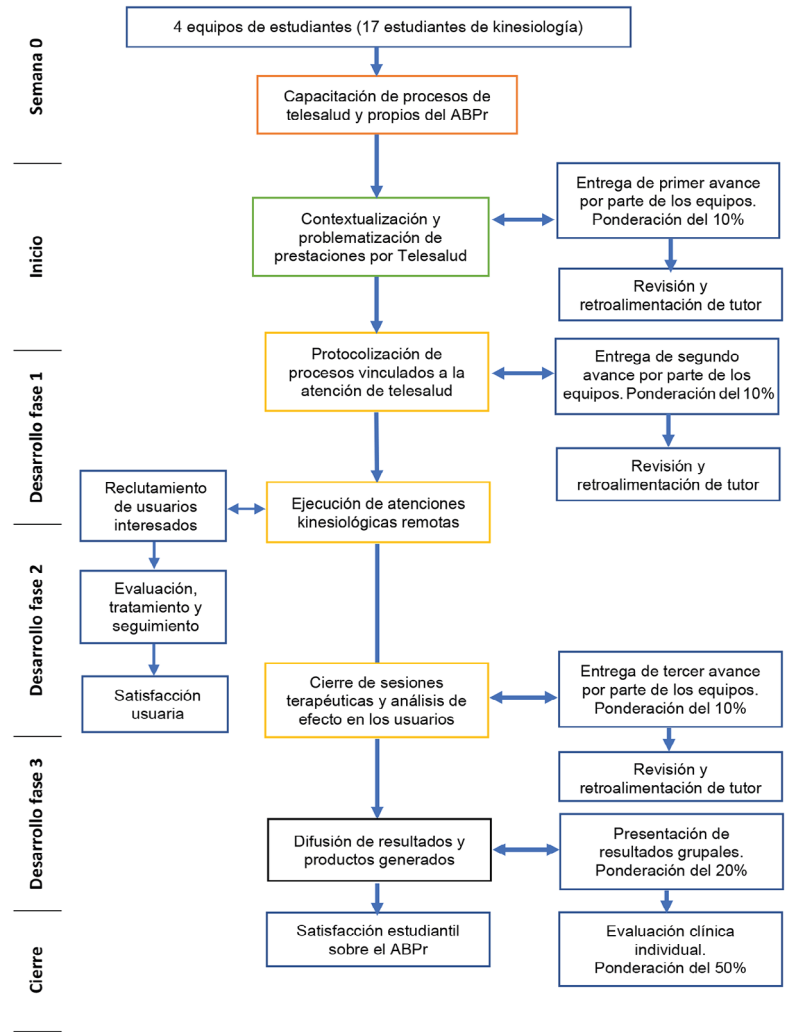 Semana 0
4 equipos de estudiantes (17 estudiantes de kinesiología)
Capacitación de procesos de
telesalud y propios del ABPr
Inicio
Contextualización y
problematización de
prestaciones por Telesalud
Entrega de primer avance
por parte de los equipos.
Ponderación del 10%
Revisión y
retroalimentación de tutor
Desarrollo fase 1
Protocolización de
procesos vinculados a la
atención de telesalud
Entrega de segundo
avance por parte de los
equipos. Ponderación del 10%
Revisión y
retroalimentación de tutor
Reclutamiento
de usuarios
interesados
Ejecución de atenciones
kinesiológicas remotas
Desarrollo fase 2
Evaluación,
tratamiento y
seguimiento
Satisfacción
usuaria
Cierre de sesiones
terapéuticas y análisis de
efecto en los usuarios
Entrega de tercer avance
por parte de los equipos.
Ponderación del 10%
Revisión y
retroalimentación de tutor
Desarrollo fase 3
Difusión de resultados y
productos generados
Presentación de
resultados grupales.
Ponderación del 20%
Cierre
Satisfacción estudiantil
sobre el ABPr
Evaluación clínica
individual.
Ponderación del 50%